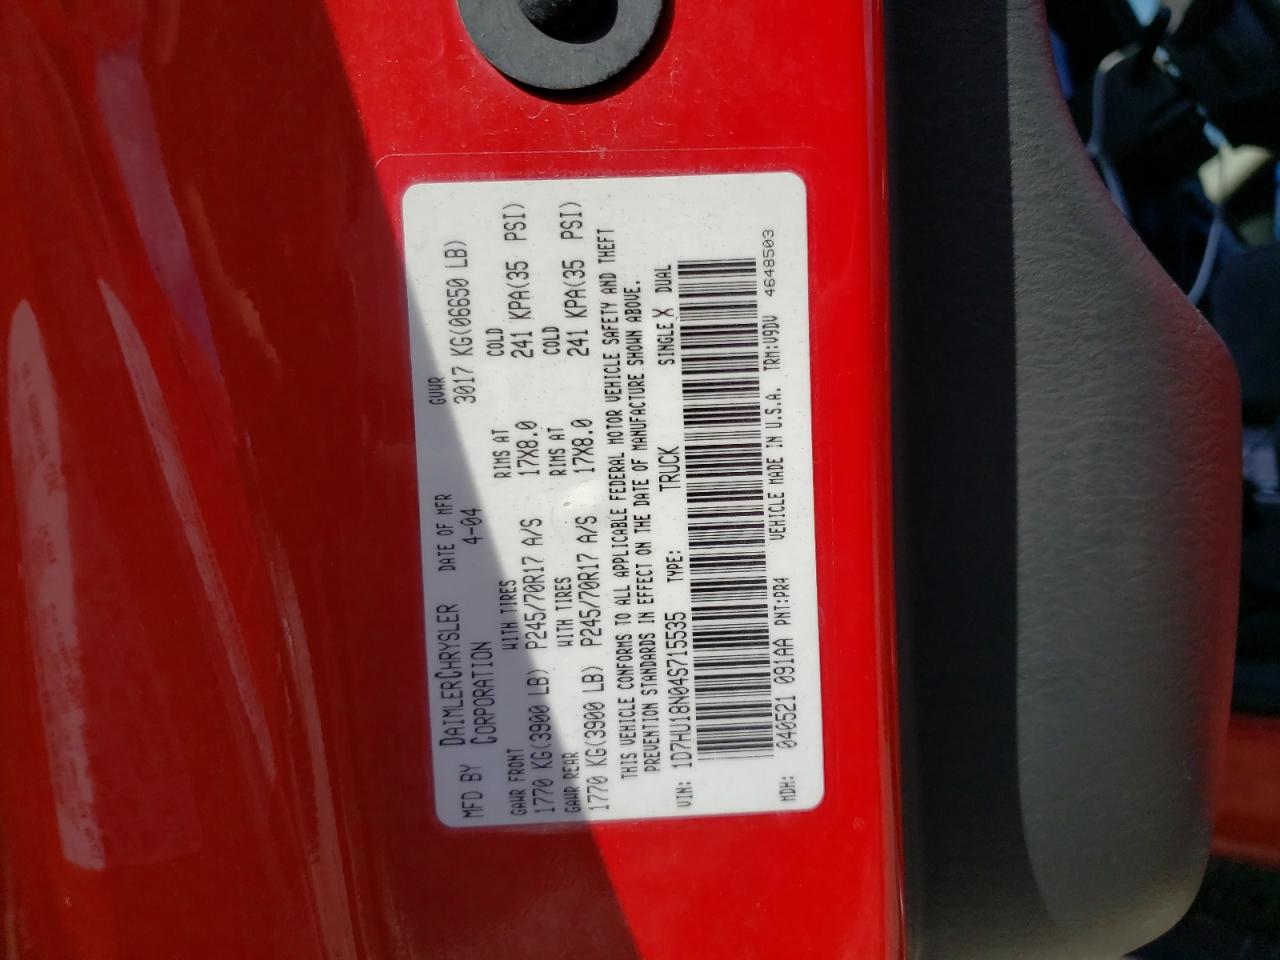 MFD BY DAIMLERCHRYSLER CORPORATION DATE OF MFR 4-04 GVWR 3017 KG(06650 LB)
GAWR FRONT WITH TIRES RIMS AT COLD
1770 KG(3900 LB) P245/70R17 A/S 17X8.0 241 KPA(35 PSI)
GAWR REAR WITH TIRES RIMS AT COLD
1770 KG(3900 LB) P245/70R17 A/S 17X8.0 241 KPA(35 PSI)
THIS VEHICLE CONFORMS TO ALL APPLICABLE FEDERAL MOTOR VEHICLE SAFETY AND THEFT
PREVENTION STANDARDS IN EFFECT ON THE DATE OF MANUFACTURE SHOWN ABOVE.
VIN: 1D7HU18N04S715535 TYPE: TRUCK SINGLE X DUAL
MDH: 040521 091AA PNT:PR4 VEHICLE MADE IN U.S.A. TRM:V9DV 4648503